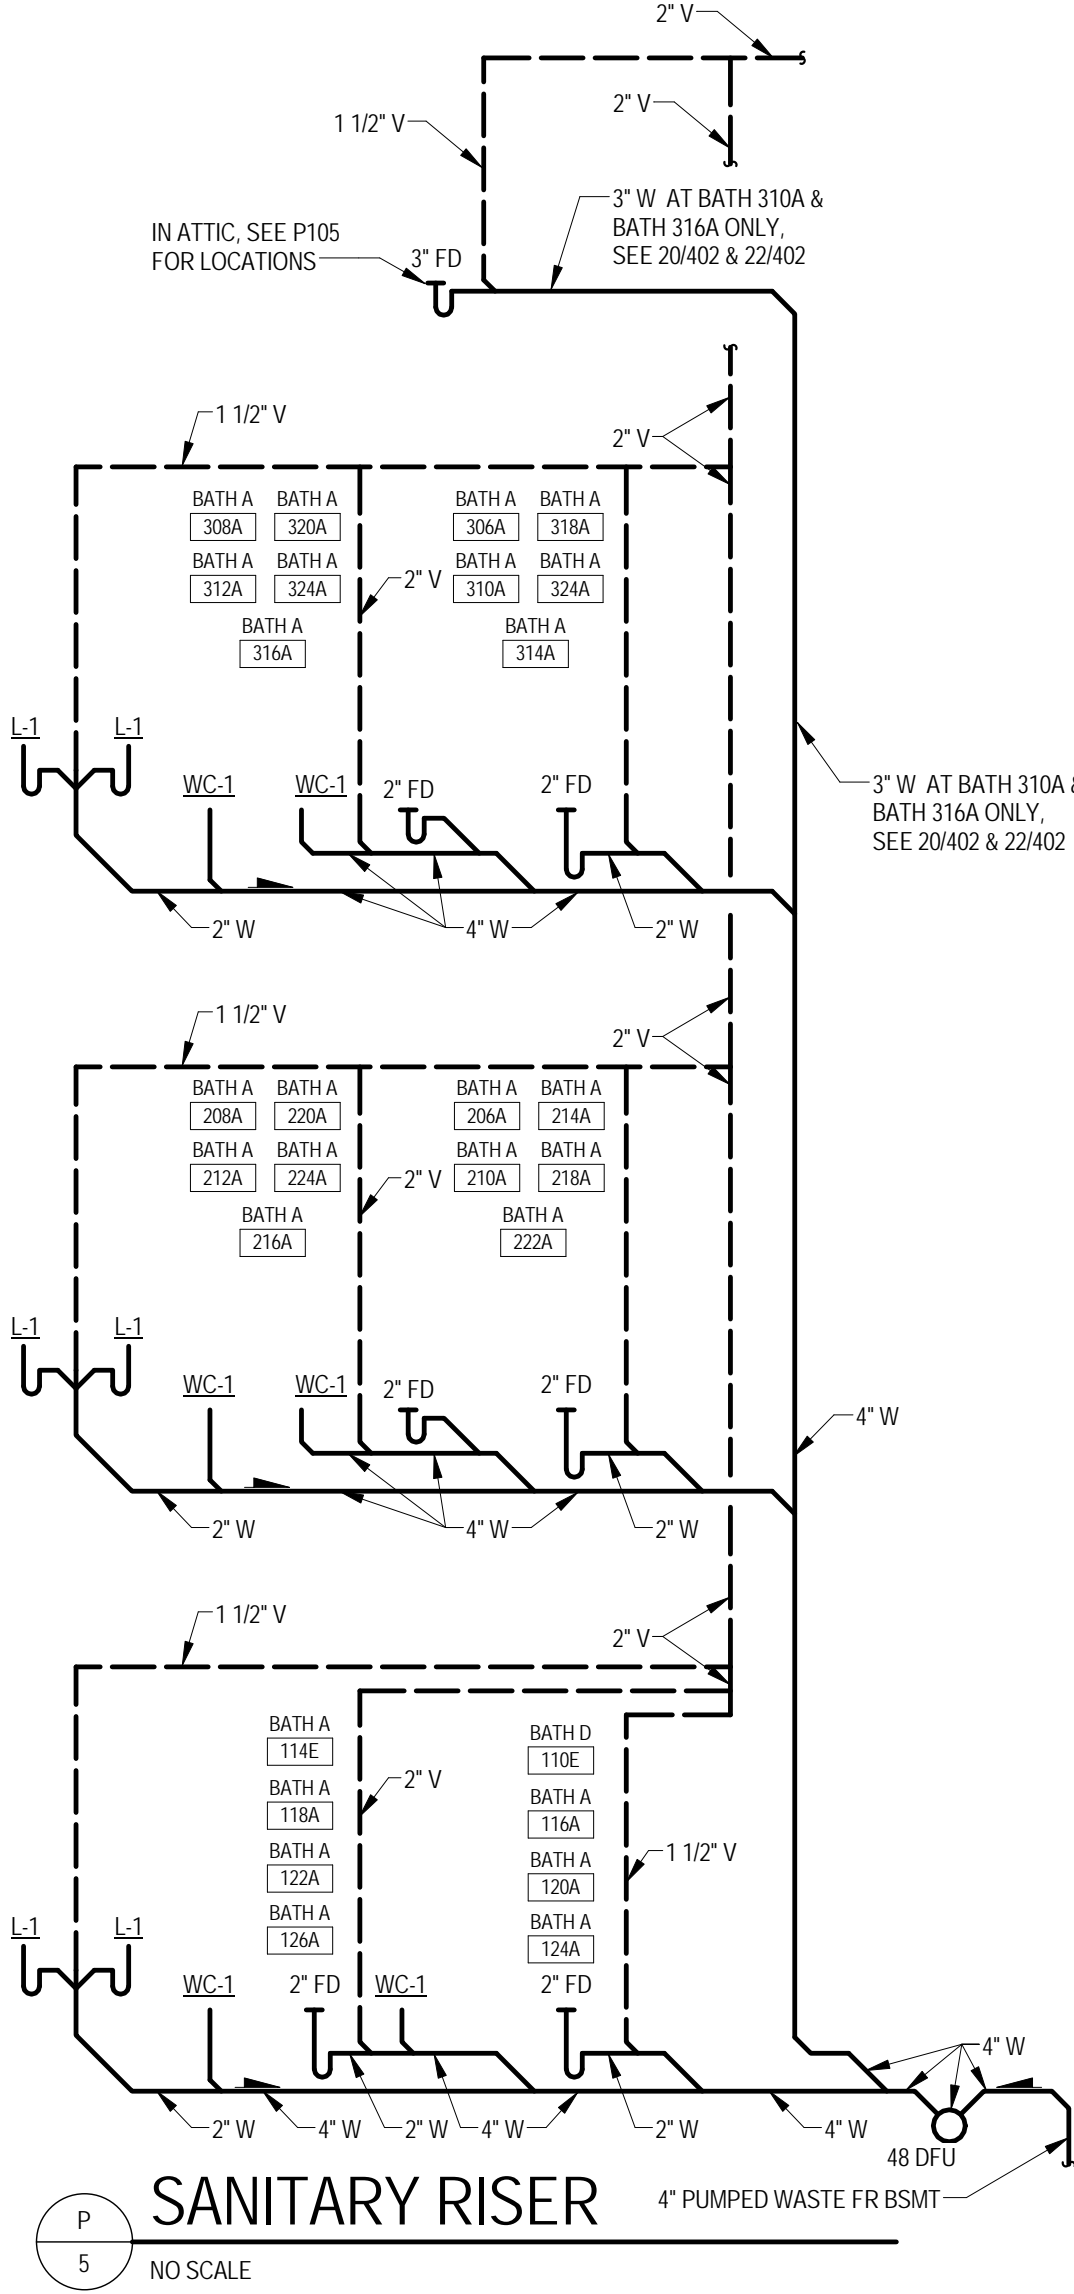 2" V
2" V
1 1/2" V
3" W AT BATH 310A &
BATH 316A ONLY,
SEE 20/402 & 22/402
IN ATTIC, SEE P105
FOR LOCATIONS
3" FD
1 1/2" V
2" V
BATH A BATH A BATH A BATH A
308A 320A 306A 318A
BATH A BATH A BATH A BATH A
312A 324A 310A 324A
2" V
BATH A BATH A
316A 314A
L-1 L-1
WC-1 WC-1 2" FD 2" FD
3" W AT BATH 310A &
BATH 316A ONLY,
SEE 20/402 & 22/402
2" W 4" W 2" W
1 1/2" V
2" V
BATH A BATH A BATH A BATH A
208A 220A 206A 214A
BATH A BATH A BATH A BATH A
212A 224A 210A 218A
2" V
BATH A BATH A
216A 222A
L-1 L-1
WC-1 WC-1 2" FD 2" FD
4" W
2" W 4" W 2" W
1 1/2" V
2" V
BATH A BATH D
114E 110E
2" V
BATH A BATH A
118A 116A
1 1/2" V
BATH A BATH A
122A 120A
BATH A BATH A
126A 124A
L-1 L-1
WC-1 2" FD WC-1 2" FD
4" W
2" W 4" W 2" W 4" W 2" W 4" W
48 DFU
4" PUMPED WASTE FR BSMT
P
5
SANITARY RISER
NO SCALE